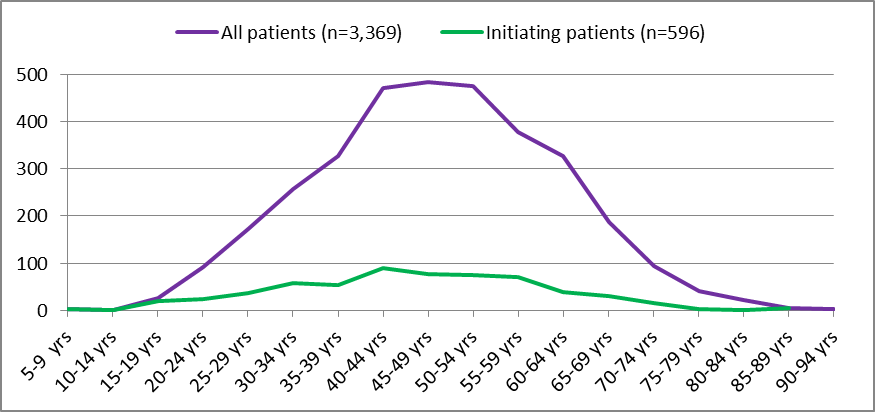 All patients (n=3,369) Initiating patients (n=596)
500
400
300
200
100
0
5-9 yrs
10-14 yrs
15-19 yrs
20-24 yrs
25-29 yrs
30-34 yrs
35-39 yrs
40-44 yrs
45-49 yrs
50-54 yrs
55-59 yrs
60-64 yrs
65-69 yrs
70-74 yrs
75-79 yrs
80-84 yrs
85-89 yrs
90-94 yrs